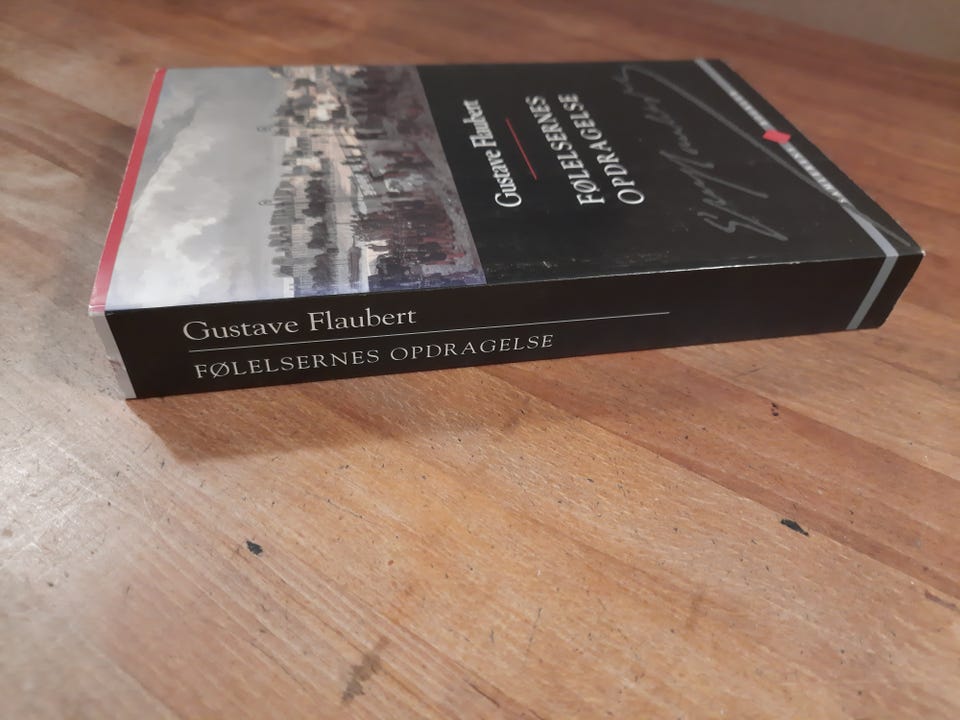 Gustave Flaubert
FØLELSERNES
OPDRAGELSE
Gustave Flaubert
FØLELSERNES OPDRAGELSE